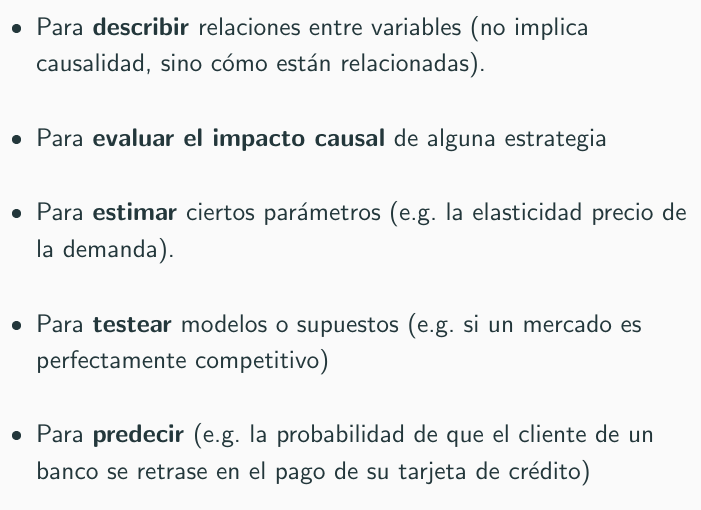 • Para describir relaciones entre variables (no implica
causalidad, sino cómo están relacionadas).
• Para evaluar el impacto causal de alguna estrategia
• Para estimar ciertos parámetros (e.g. la elasticidad precio de
la demanda).
• Para testear modelos o supuestos (e.g. si un mercado es
perfectamente competitivo)
• Para predecir (e.g. la probabilidad de que el cliente de un
banco se retrase en el pago de su tarjeta de crédito)